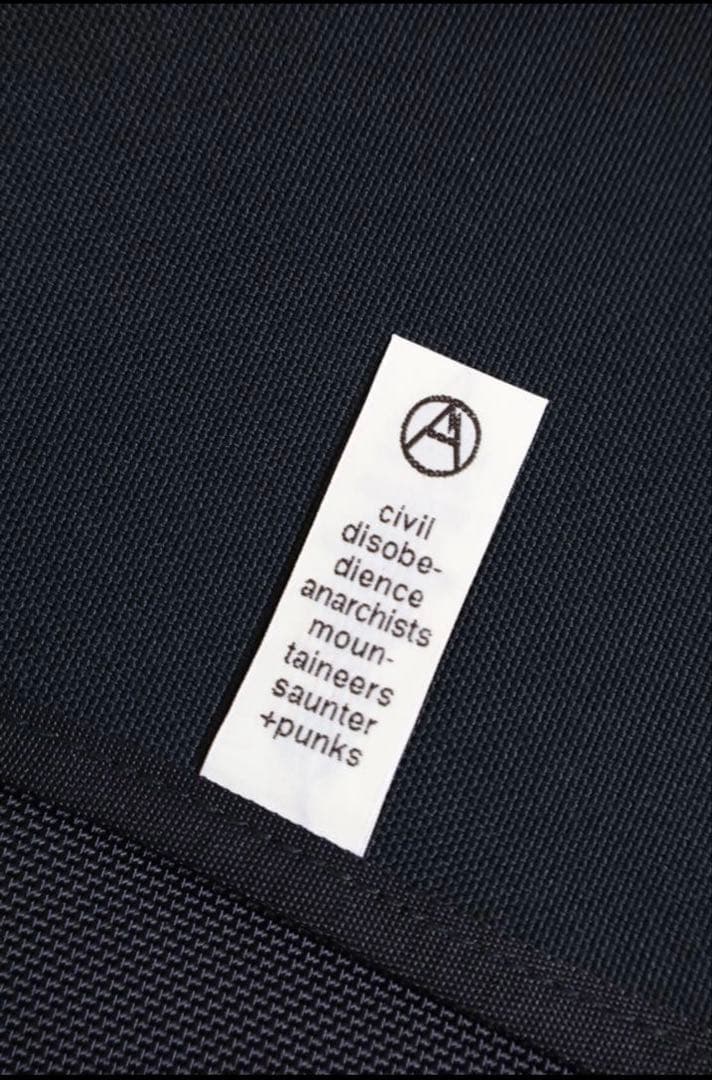 civil
disobe-
dience
anarchists
moun-
taineers
saunter
+punks